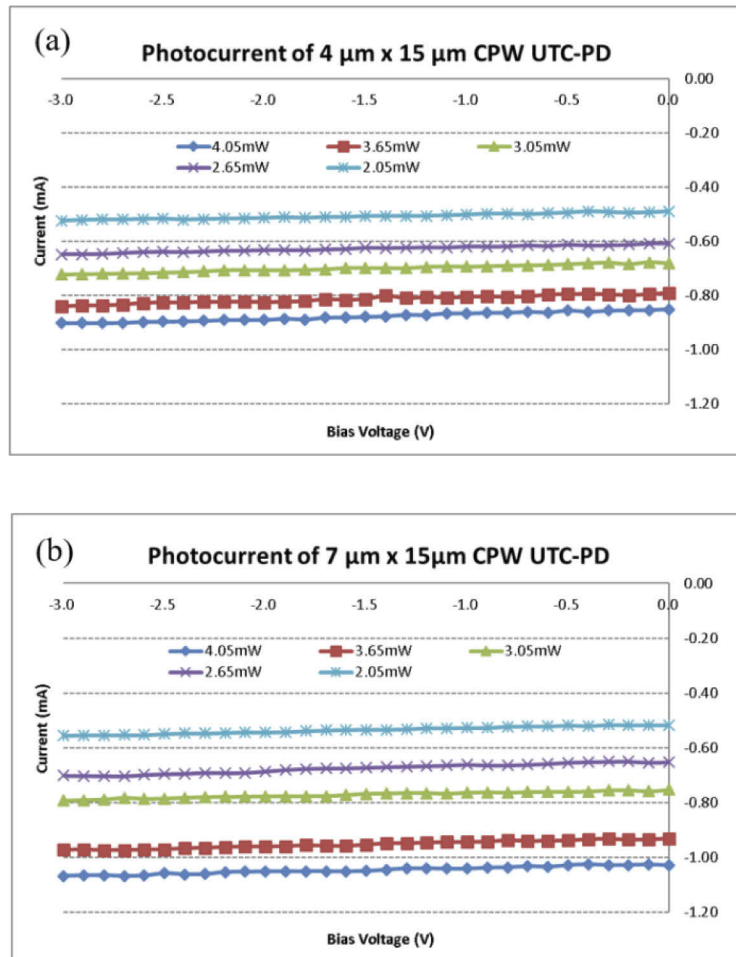 (a)
Photocurrent of 4 µm x 15 µm CPW UTC-PD
0.00
-3.0 -2.5 -2.0 -1.5 -1.0 -0.5 0.0
-0.20
4.05mW 3.65mW 3.05mW
2.65mW 2.05mW
-0.40
Current (mA)
-0.60
-0.80
-1.00
-1.20
Bias Voltage (V)
(b)
Photocurrent of 7 µm x 15µm CPW UTC-PD
0.00
-3.0 -2.5 -2.0 -1.5 -1.0 -0.5 0.0
-0.20
4.05mW 3.65mW 3.05mW
2.65mW 2.05mW
-0.40
Current (mA)
-0.60
-0.80
-1.00
-1.20
Bias Voltage (V)